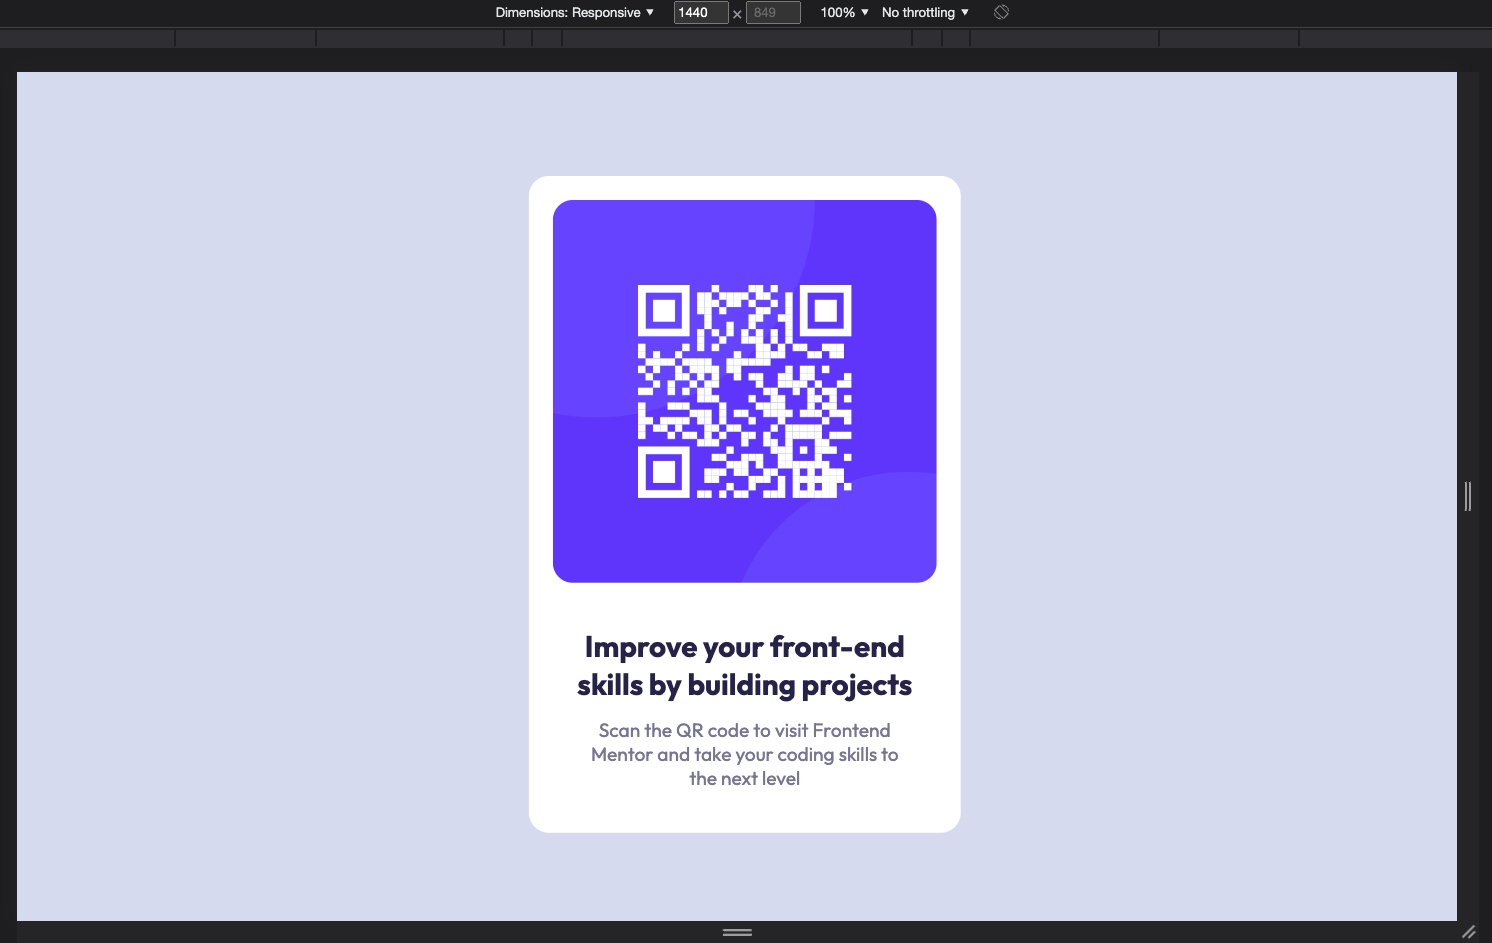 Dimensions: Responsive ▼ 1440 × 849 100% ▼ No throttling ▼
Improve your front-end
skills by building projects
Scan the QR code to visit Frontend
Mentor and take your coding skills to
the next level